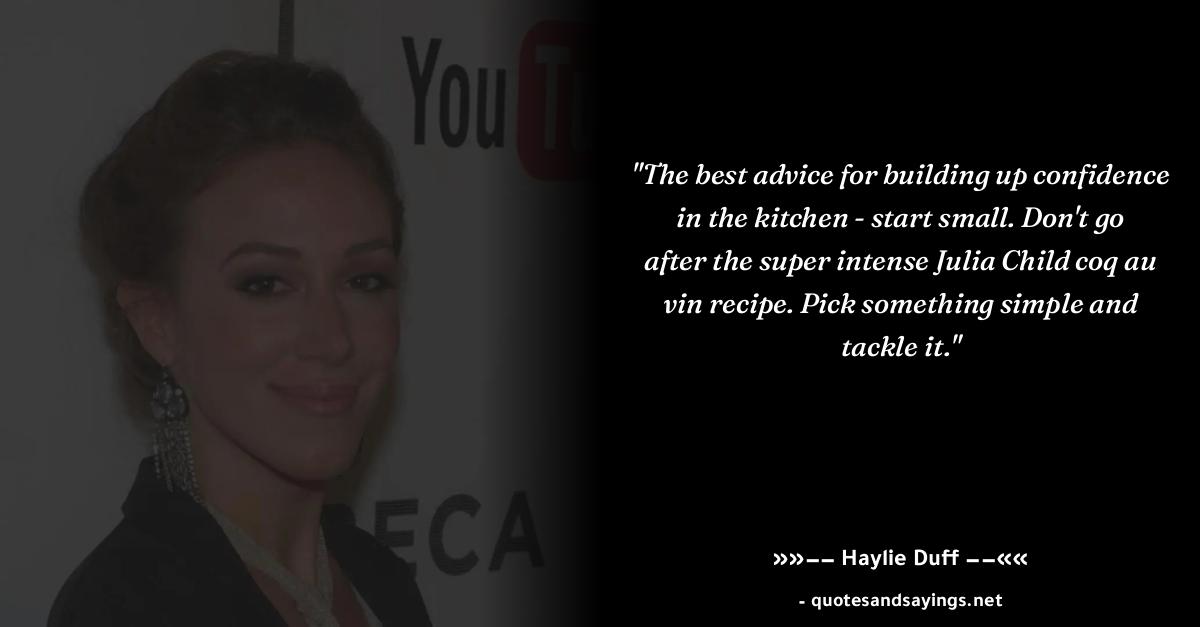 YouTu
ECA
"The best advice for building up confidence
in the kitchen - start small. Don't go
after the super intense Julia Child coq au
vin recipe. Pick something simple and
tackle it."
»»−− Haylie Duff −−««
- quotesandsayings.net